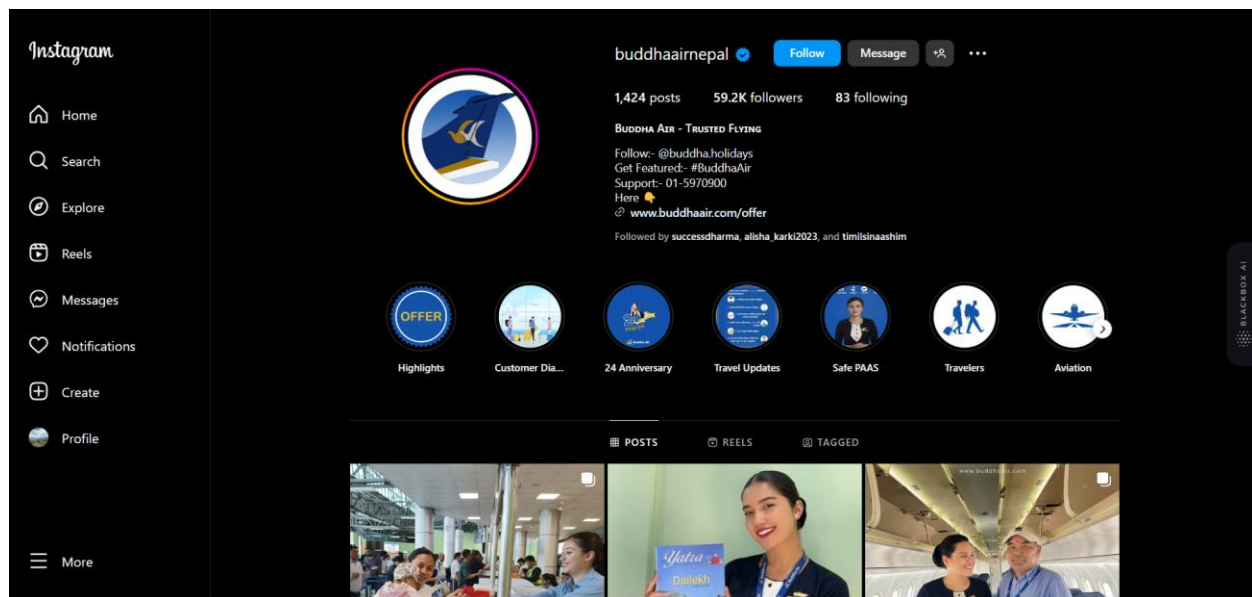 Instagram
Home
Search
Explore
Reels
Messages
Notifications
Create
Profile
More
buddhaairnepal Follow Message
1,424 posts 59.2K followers 83 following
Buddha Air - Trusted Flying
Follow:- @buddha.holidays
Get Featured:- #BuddhaAir
Support:- 01-5970900
Here 👇
www.buddhaair.com/offer
Followed by successdharma, alisha_karki2023, and timilsinaashim
OFFER
Highlights Customer Dia... 24 Anniversary Travel Updates Safe PAAS Travelers Aviation
POSTS REELS TAGGED
www.buddhaair.com
Yatra
Dailekh
BLACKBOX AI